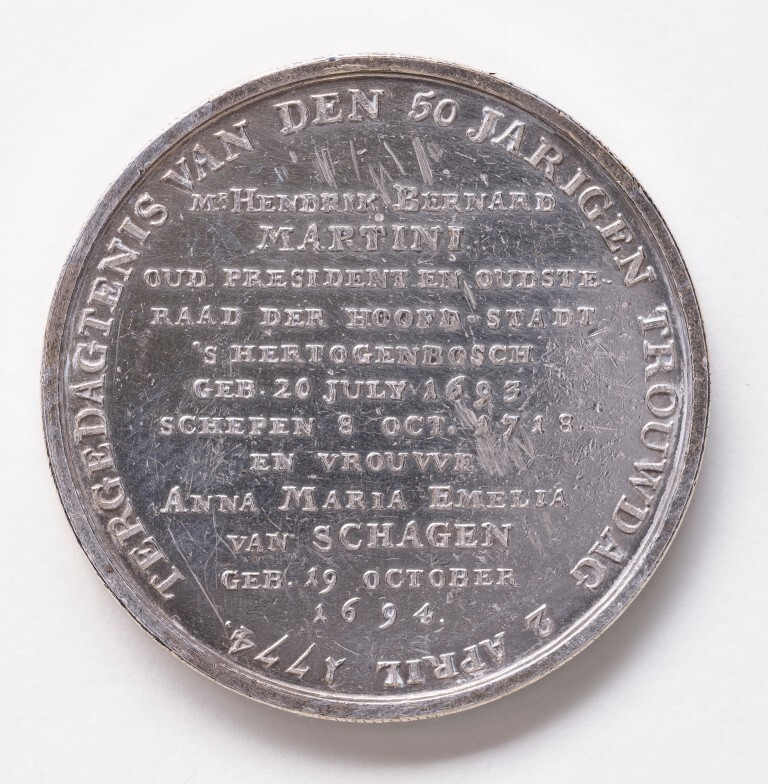 TERGEDAGTENIS VAN DEN 50 JARIGEN TROUWDAG 2 APRIL 1774.
Mr. HENDRIK BERNARD
MARTINI
OUD PRESIDENT EN OUDSTE-
RAAD DER HOOFD-STADT
'S HERTOGENBOSCH
GEB. 20 JULY 1693
SCHEPEN 8 OCT. 1718.
EN VROUWE
ANNA MARIA EMELIA
VAN SCHAGEN
GEB. 19 OCTOBER
1694.